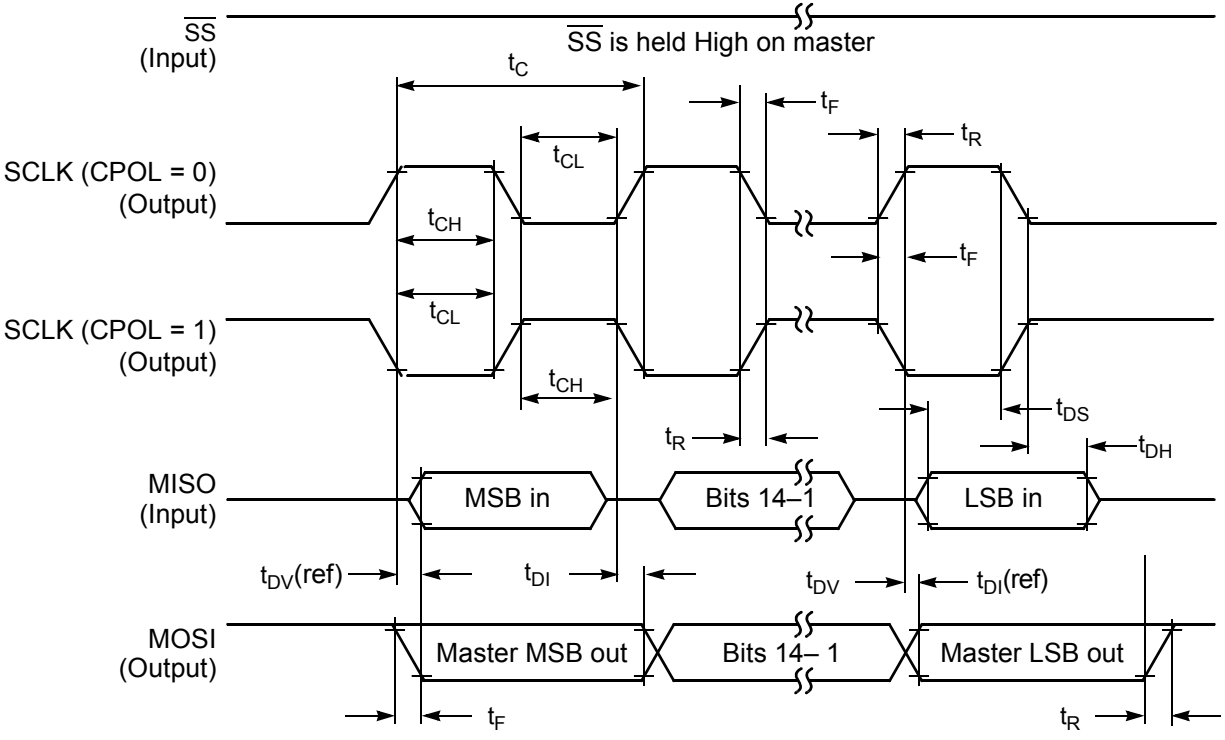 SS
(Input)
SS is held High on master
tC
tF
tR
tCL
SCLK (CPOL = 0)
(Output)
tCH
tF
tCL
SCLK (CPOL = 1)
(Output)
tCH
tDS
tR
tDH
MISO
(Input)
MSB in
Bits 14–1
LSB in
tDV(ref)
tDI
tDV
tDI(ref)
MOSI
(Output)
Master MSB out
Bits 14– 1
Master LSB out
tF
tR